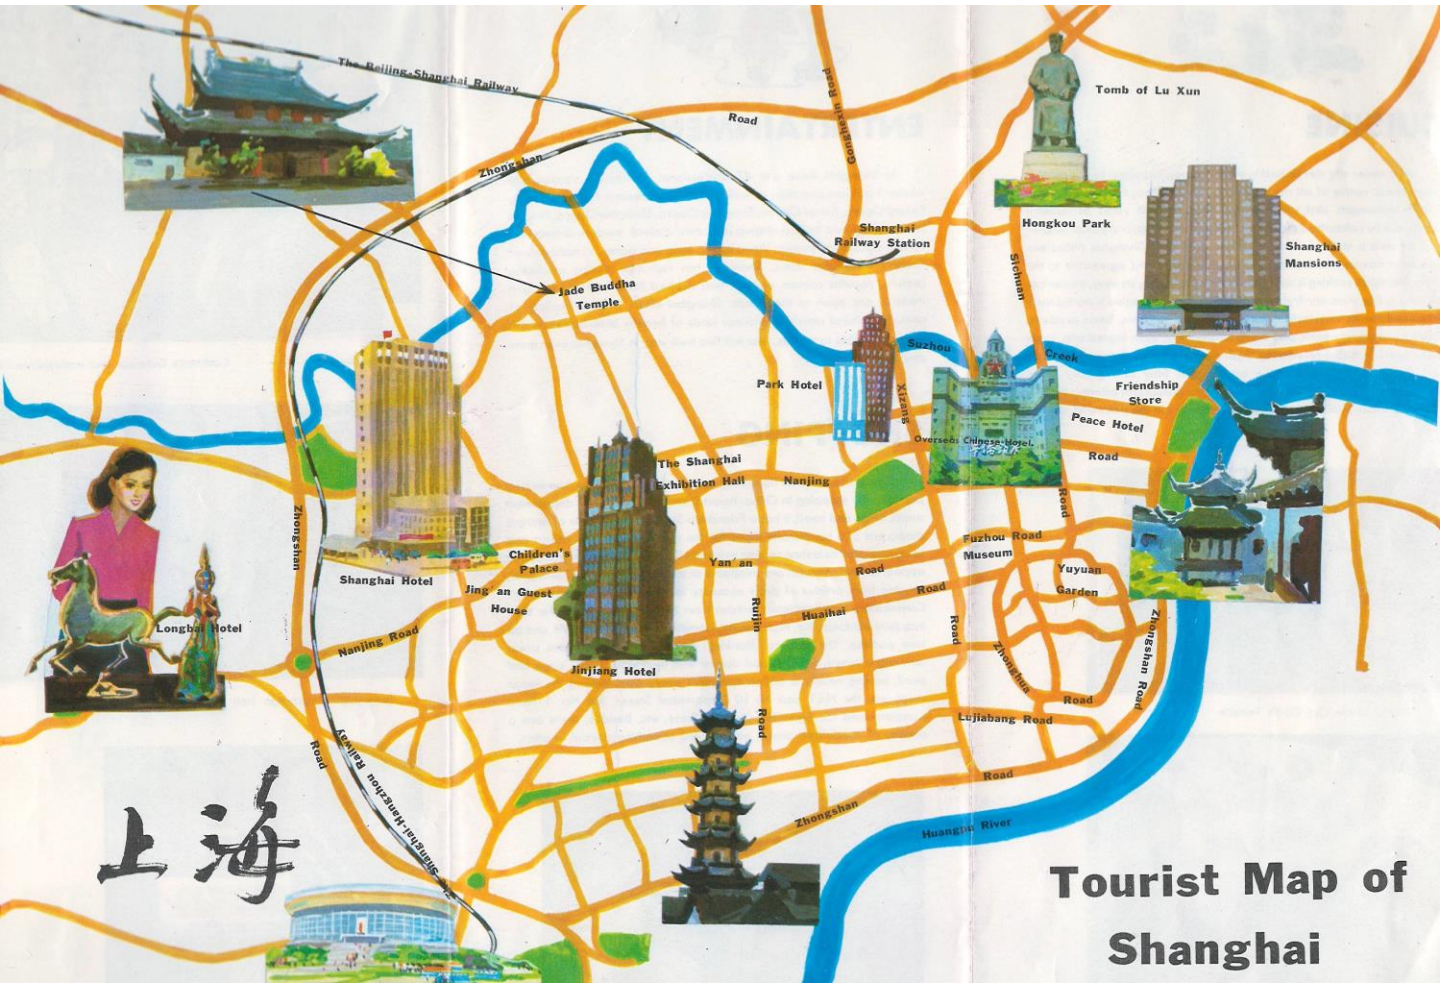 The Beijing-Shanghai Railway
Road
Gonghexin Road
Tomb of Lu Xun
Zhongshan
Shanghai
Railway Station
Hongkou Park
Shanghai
Mansions
Sichuan
Jade Buddha
Temple
Suzhou
Creek
Park Hotel
Xizang
Friendship
Store
Peace Hotel
Overseas Chinese Hotel
Road
The Shanghai
Exhibition Hall
Nanjing
Road
Zhongshan
Fuzhou Road
Museum
Children's
Palace
Yan'an
Road
Yuyuan
Garden
Shanghai Hotel
Jing'an Guest
House
Road
Ruijin
Huaihai
Longbai Hotel
Nanjing Road
Road
Zhongshan Road
Jinjiang Hotel
Zhonghua
Road
Road
Lujiabang Road
Road
The Shanghai-Hangzhou Railway
Road
Zhongshan
Huangpu River
上海
Tourist Map of
Shanghai